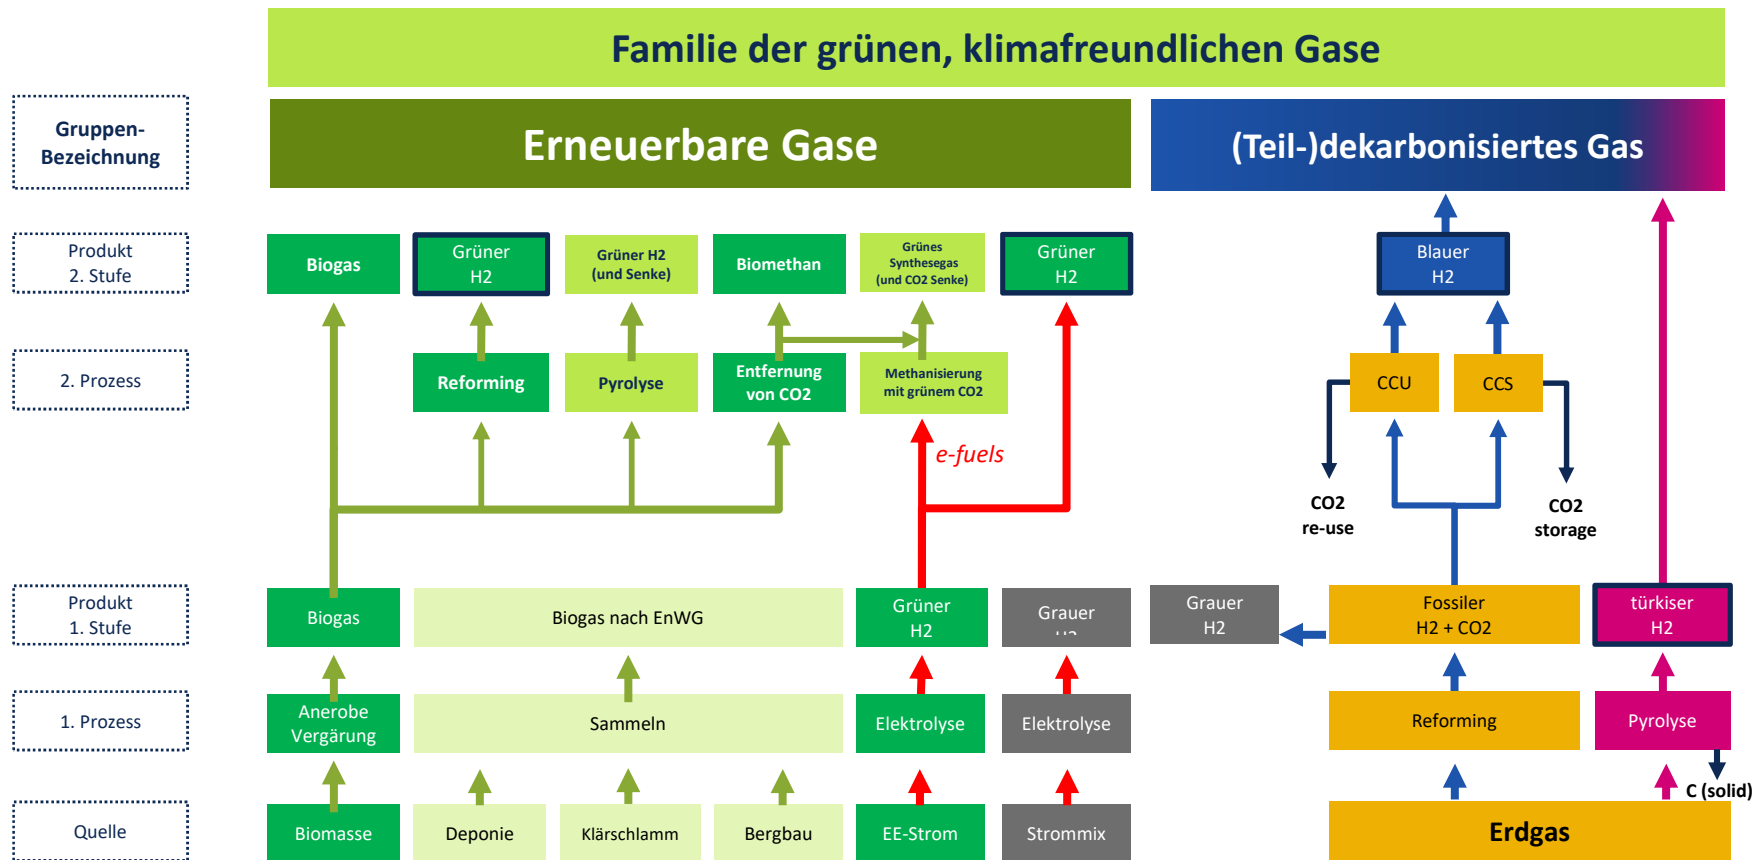 Familie der grünen, klimafreundlichen Gase
Gruppen-
Bezeichnung
Erneuerbare Gase
(Teil-)dekarbonisiertes Gas
Produkt
2. Stufe
Biogas
Grüner
H2
Grüner H2
(und Senke)
Biomethan
Grünes
Synthesegas
(und CO2 Senke)
Grüner
H2
Blauer
H2
2. Prozess
Reforming
Pyrolyse
Entfernung
von CO2
Methanisierung
mit grünem CO2
CCU
CCS
e-fuels
CO2
re-use
CO2
storage
Produkt
1. Stufe
Biogas
Biogas nach EnWG
Grüner
H2
Grauer
H2
Grauer
H2
Fossiler
H2 + CO2
türkiser
H2
1. Prozess
Anerobe
Vergärung
Sammeln
Elektrolyse
Elektrolyse
Reforming
Pyrolyse
C (solid)
Quelle
Biomasse
Deponie
Klärschlamm
Bergbau
EE-Strom
Strommix
Erdgas